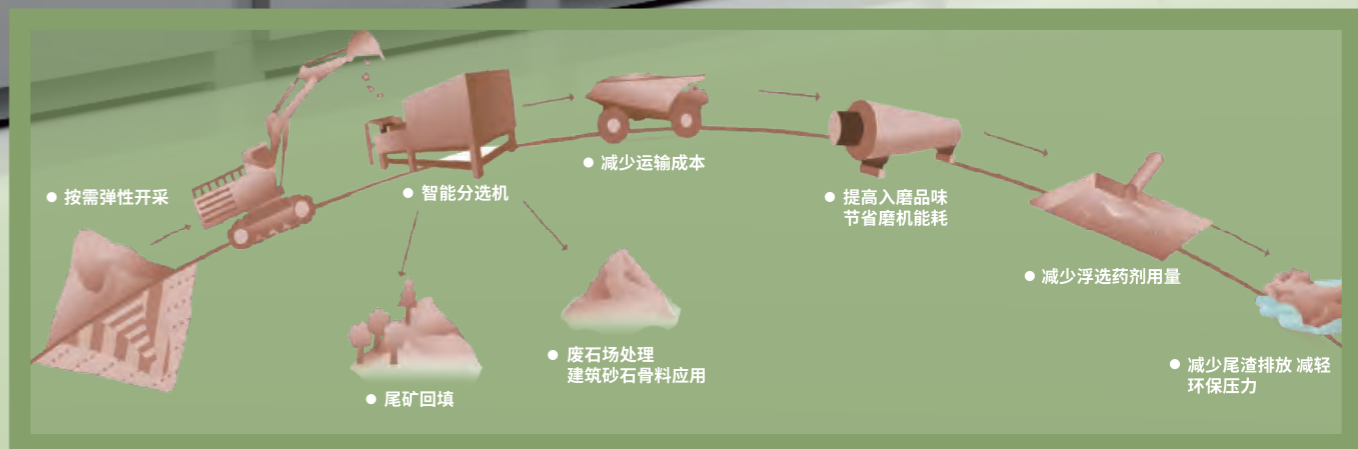 按需弹性开采
智能分选机
减少运输成本
提高入磨品味
节省磨机能耗
减少浮选药剂用量
尾矿回填
废石场处理
建筑砂石骨料应用
减少尾渣排放 减轻
环保压力